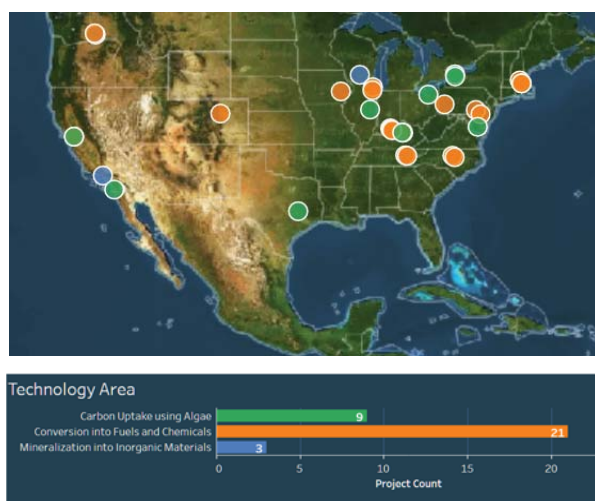 Technology Area
Carbon Uptake using Algae 9
Conversion into Fuels and Chemicals 21
Mineralization into Inorganic Materials 3
0 5 10 15 20
Project Count